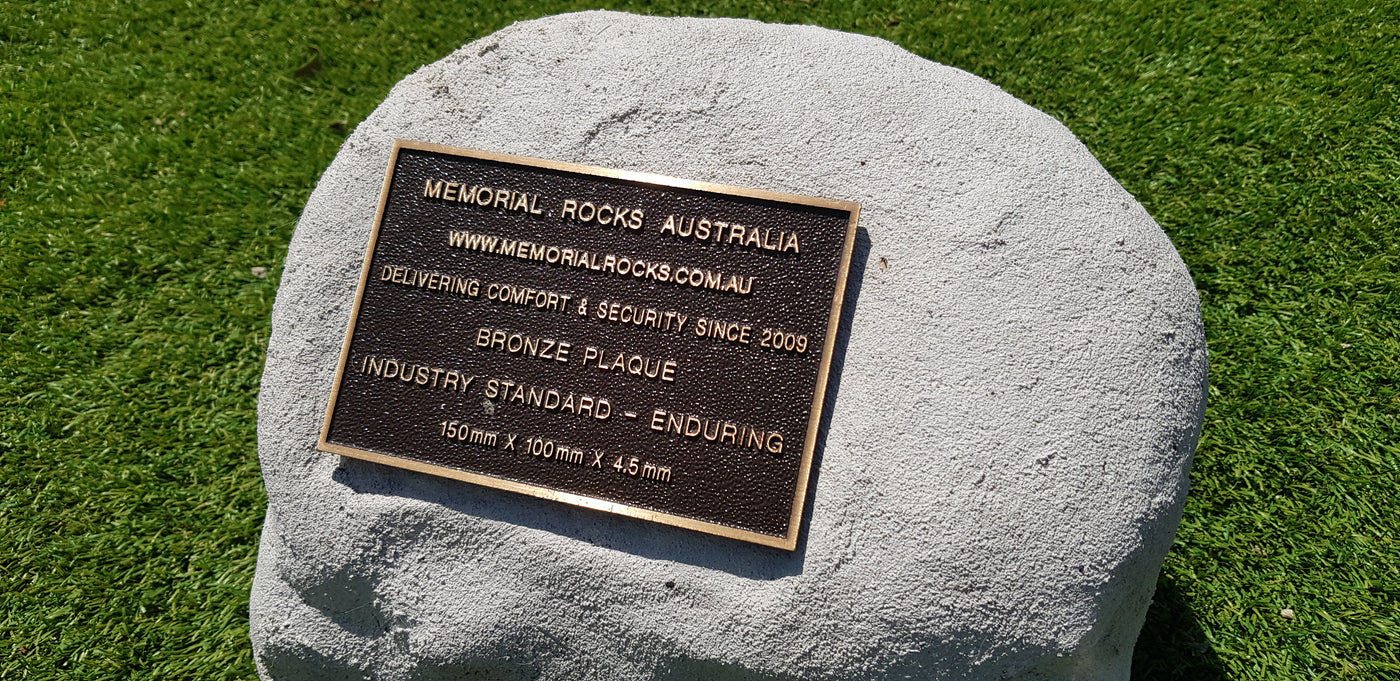 MEMORIAL ROCKS AUSTRALIA
WWW.MEMORIALROCKS.COM.AU
DELIVERING COMFORT & SECURITY SINCE 2009
BRONZE PLAQUE
INDUSTRY STANDARD - ENDURING
150mm X 100mm X 4.5mm